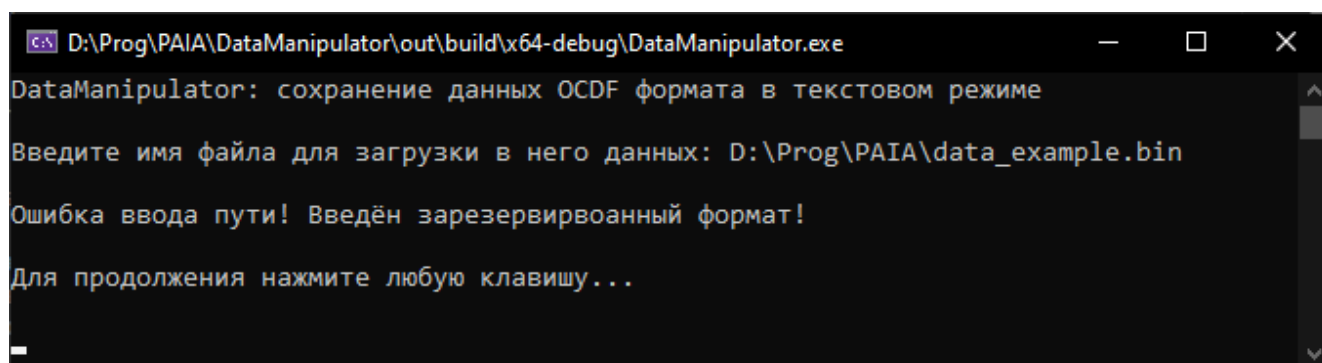 D:\Prog\PAIA\DataManipulator\out\build\x64-debug\DataManipulator.exe
DataManipulator: сохранение данных OCDF формата в текстовом режиме
Введите имя файла для загрузки в него данных: D:\Prog\PAIA\data_example.bin
Ошибка ввода пути! Введён зарезервирвоанный формат!
Для продолжения нажмите любую клавишу...